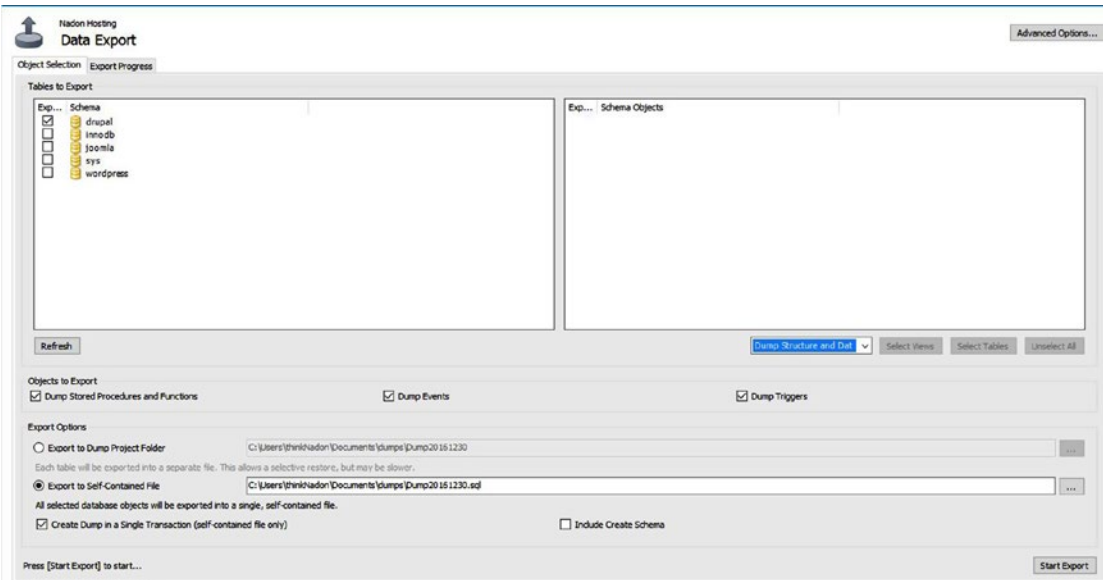 Nadon Hosting
Data Export
Advanced Options...
Object Selection Export Progress
Tables to Export
Exp... Schema
drupal
innodb
joomla
sys
wordpress
Exp... Schema Objects
Refresh
Dump Structure and Dat Select Views Select Tables Unselect All
Objects to Export
Dump Stored Procedures and Functions Dump Events Dump Triggers
Export Options
Export to Dump Project Folder C:\Users\thinkNadon\Documents\dumps\Dump20161230 ...
Each table will be exported into a separate file. This allows a selective restore, but may be slower.
Export to Self-Contained File C:\Users\thinkNadon\Documents\dumps\Dump20161230.sql ...
All selected database objects will be exported into a single, self-contained file.
Create Dump in a Single Transaction (self-contained file only) Include Create Schema
Press [Start Export] to start... Start Export